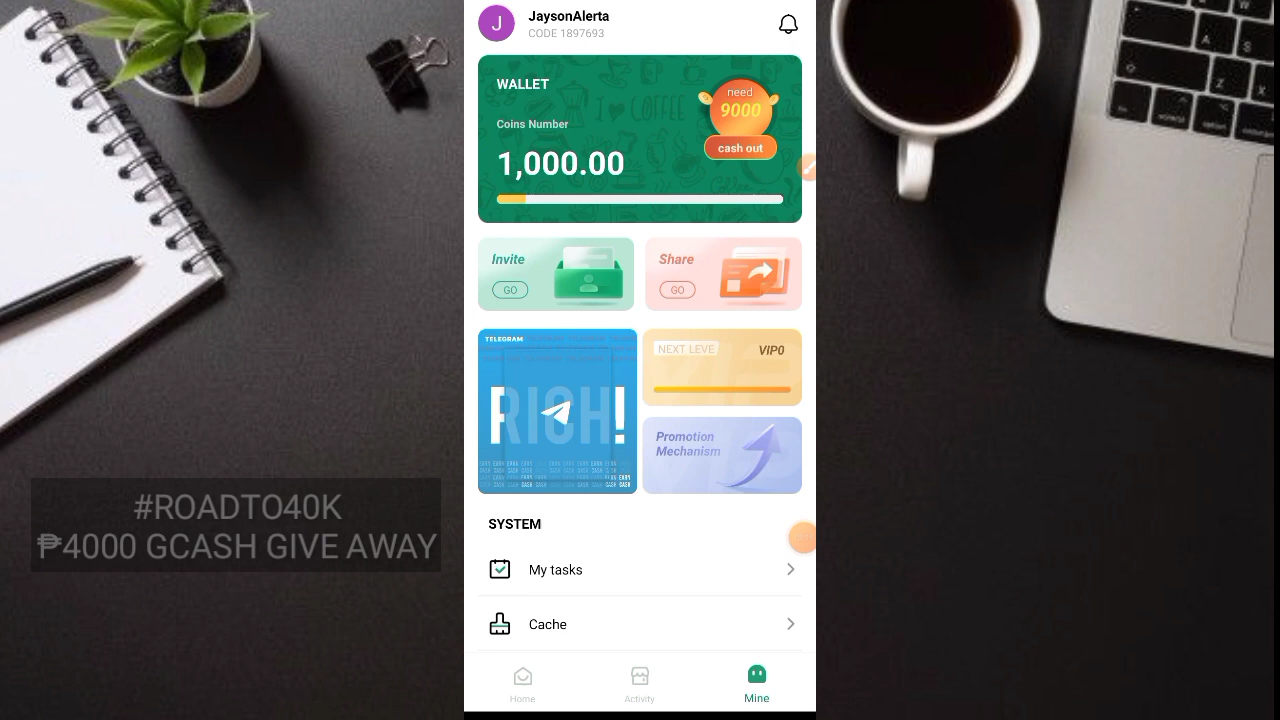 J
JaysonAlerta
CODE 1897693
WALLET
Coins Number
1,000.00
need
9000
cash out
I ♥ COFFEE
Invite
GO
Share
GO
TELEGRAM
RICH!
NEXT LEVE
VIP0
Promotion
Mechanism
#ROADTO40K
₱4000 GCASH GIVE AWAY
SYSTEM
My tasks
Cache
Home
Activity
Mine